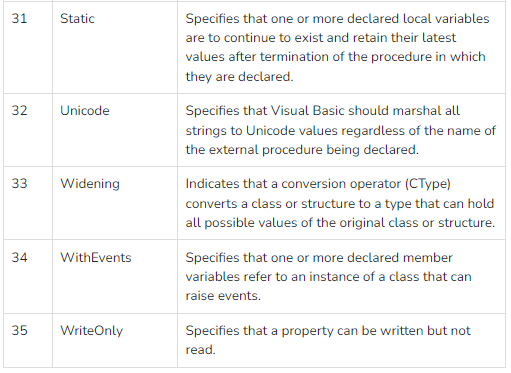 31 Static Specifies that one or more declared local variables
are to continue to exist and retain their latest
values after termination of the procedure in which
they are declared.
32 Unicode Specifies that Visual Basic should marshal all
strings to Unicode values regardless of the name of
the external procedure being declared.
33 Widening Indicates that a conversion operator (CType)
converts a class or structure to a type that can hold
all possible values of the original class or structure.
34 WithEvents Specifies that one or more declared member
variables refer to an instance of a class that can
raise events.
35 WriteOnly Specifies that a property can be written but not
read.